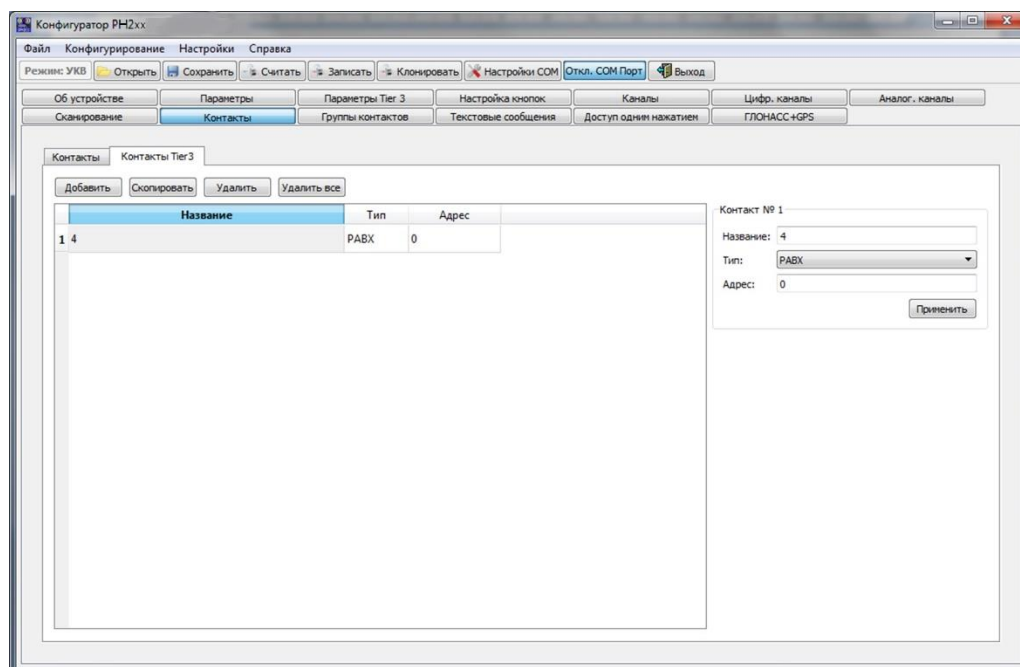 Конфигуратор РН2xx
Файл Конфигурирование Настройки Справка
Режим: УКВ Открыть Сохранить Считать Записать Клонировать Настройки COM Откл. COM Порт Выход
Об устройстве Параметры Параметры Tier 3 Настройка кнопок Каналы Цифр. каналы Аналог. каналы
Сканирование Контакты Группы контактов Текстовые сообщения Доступ одним нажатием ГЛОНАСС+GPS
Контакты Контакты Tier3
Добавить Скопировать Удалить Удалить все
Название Тип Адрес
1 4 PABX 0
Контакт № 1
Название: 4
Тип: PABX
Адрес: 0
Применить